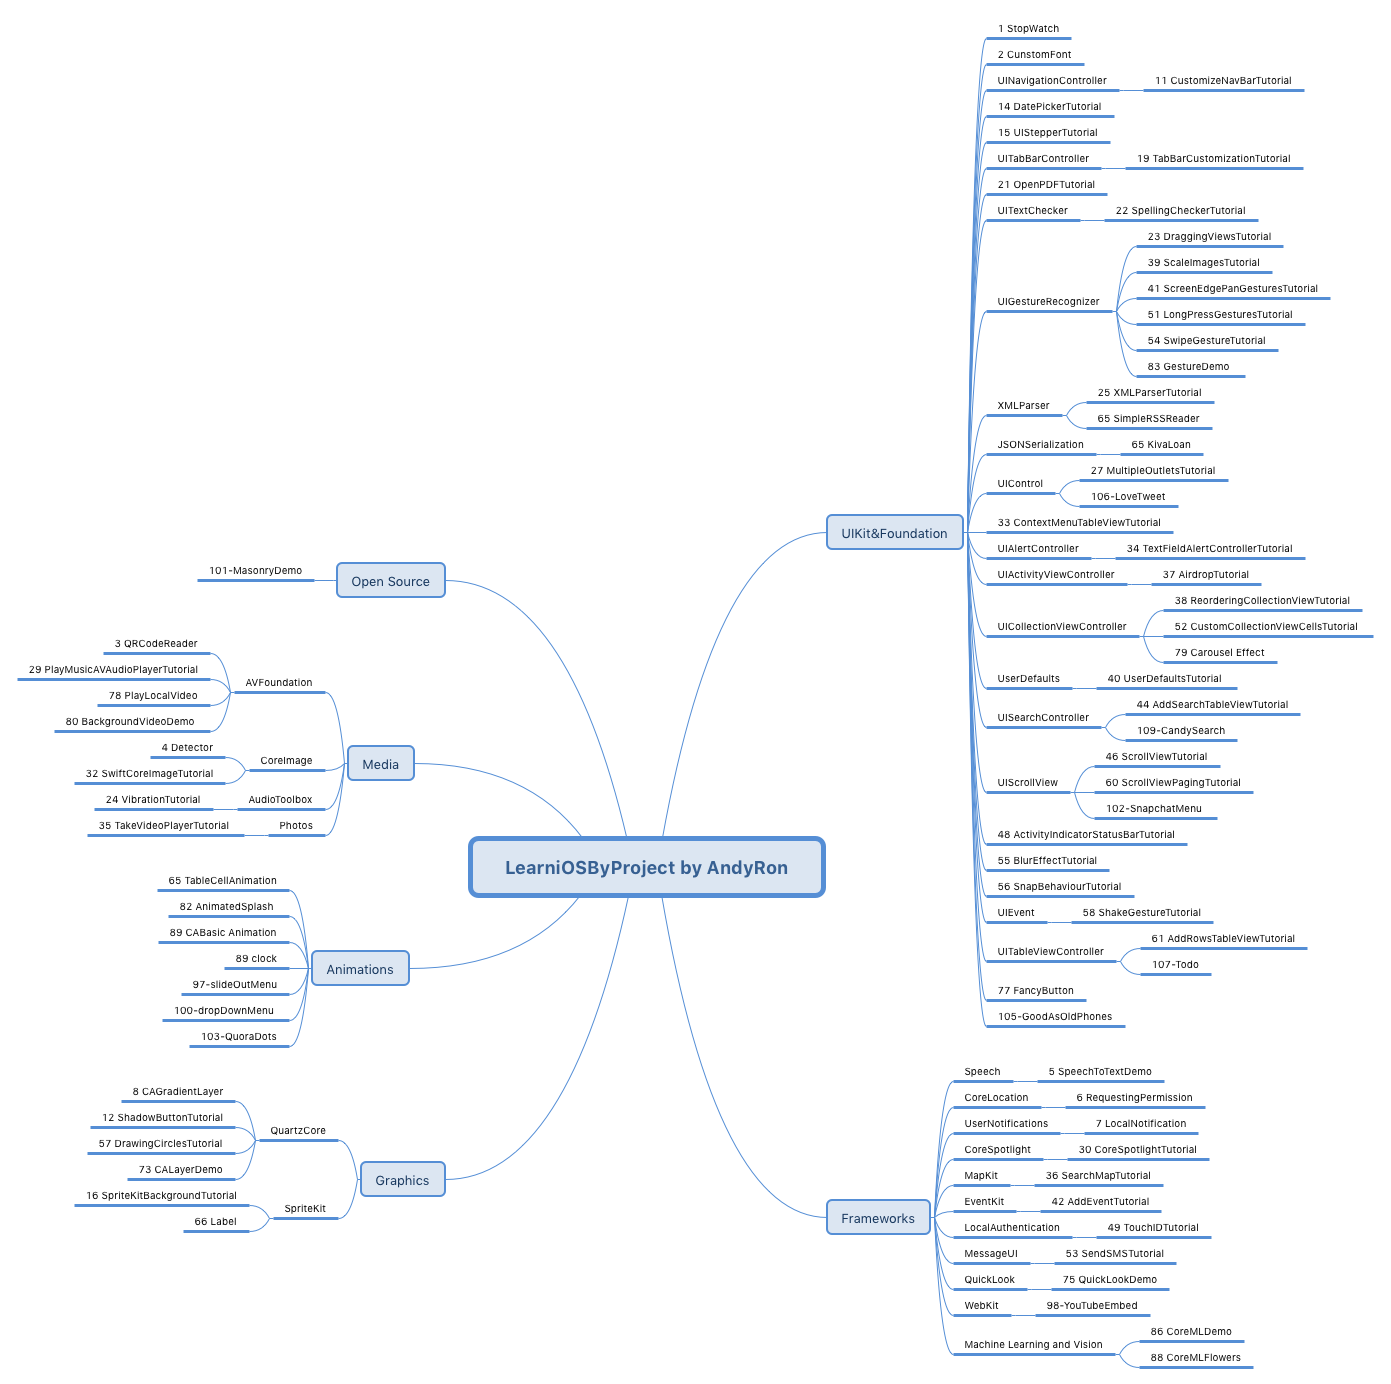 LearniOSByProject by AndyRon
UIKit&Foundation
1 StopWatch
2 CunstomFont
UINavigationController
11 CustomizeNavBarTutorial
14 DatePickerTutorial
15 UIStepperTutorial
UITabBarController
19 TabBarCustomizationTutorial
21 OpenPDFTutorial
UITextChecker
22 SpellingCheckerTutorial
UIGestureRecognizer
23 DraggingViewsTutorial
39 ScaleImagesTutorial
41 ScreenEdgePanGesturesTutorial
51 LongPressGesturesTutorial
54 SwipeGestureTutorial
83 GestureDemo
XMLParser
25 XMLParserTutorial
65 SimpleRSSReader
JSONSerialization
65 KivaLoan
UIControl
27 MultipleOutletsTutorial
106-LoveTweet
33 ContextMenuTableViewTutorial
UIAlertController
34 TextFieldAlertControllerTutorial
UIActivityViewController
37 AirdropTutorial
UICollectionViewController
38 ReorderingCollectionViewTutorial
52 CustomCollectionViewCellsTutorial
79 Carousel Effect
UserDefaults
40 UserDefaultsTutorial
UISearchController
44 AddSearchTableViewTutorial
109-CandySearch
UIScrollView
46 ScrollViewTutorial
60 ScrollViewPagingTutorial
102-SnapchatMenu
48 ActivityIndicatorStatusBarTutorial
55 BlurEffectTutorial
56 SnapBehaviourTutorial
UIEvent
58 ShakeGestureTutorial
UITableViewController
61 AddRowsTableViewTutorial
107-Todo
77 FancyButton
105-GoodAsOldPhones
Frameworks
Speech
5 SpeechToTextDemo
CoreLocation
6 RequestingPermission
UserNotifications
7 LocalNotification
CoreSpotlight
30 CoreSpotlightTutorial
MapKit
36 SearchMapTutorial
EventKit
42 AddEventTutorial
LocalAuthentication
49 TouchIDTutorial
MessageUI
53 SendSMSTutorial
QuickLook
75 QuickLookDemo
WebKit
98-YouTubeEmbed
Machine Learning and Vision
86 CoreMLDemo
88 CoreMLFlowers
Open Source
101-MasonryDemo
Media
AVFoundation
3 QRCodeReader
29 PlayMusicAVAudioPlayerTutorial
78 PlayLocalVideo
80 BackgroundVideoDemo
CoreImage
4 Detector
32 SwiftCoreImageTutorial
AudioToolbox
24 VibrationTutorial
Photos
35 TakeVideoPlayerTutorial
Animations
65 TableCellAnimation
82 AnimatedSplash
89 CABasic Animation
89 clock
97-slideOutMenu
100-dropDownMenu
103-QuoraDots
Graphics
QuartzCore
8 CAGradientLayer
12 ShadowButtonTutorial
57 DrawingCirclesTutorial
73 CALayerDemo
SpriteKit
16 SpriteKitBackgroundTutorial
66 Label